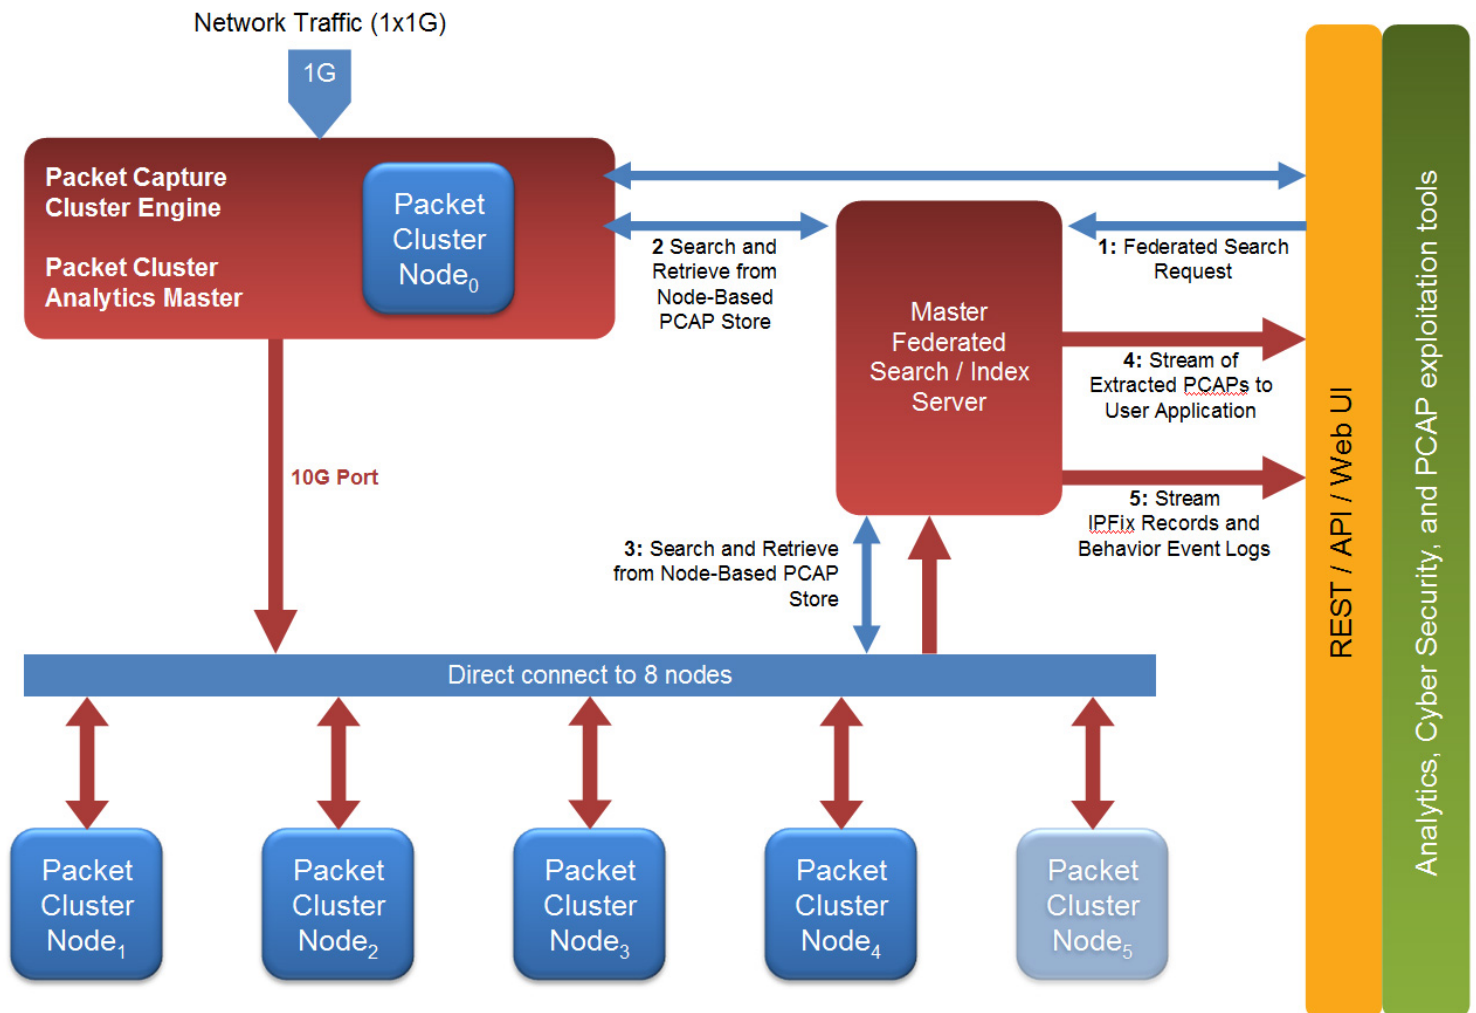 Network Traffic (1x1G)
1G
Packet Capture
Cluster Engine
Packet Cluster
Analytics Master
Packet
Cluster
Node0
2 Search and
Retrieve from
Node-Based
PCAP Store
1: Federated Search
Request
Master
Federated
Search / Index
Server
4: Stream of
Extracted PCAPs to
User Application
5: Stream
IPFix Records and
Behavior Event Logs
10G Port
3: Search and Retrieve
from Node-Based PCAP
Store
Direct connect to 8 nodes
Packet
Cluster
Node1
Packet
Cluster
Node2
Packet
Cluster
Node3
Packet
Cluster
Node4
Packet
Cluster
Node5
REST / API / Web UI
Analytics, Cyber Security, and PCAP exploitation tools